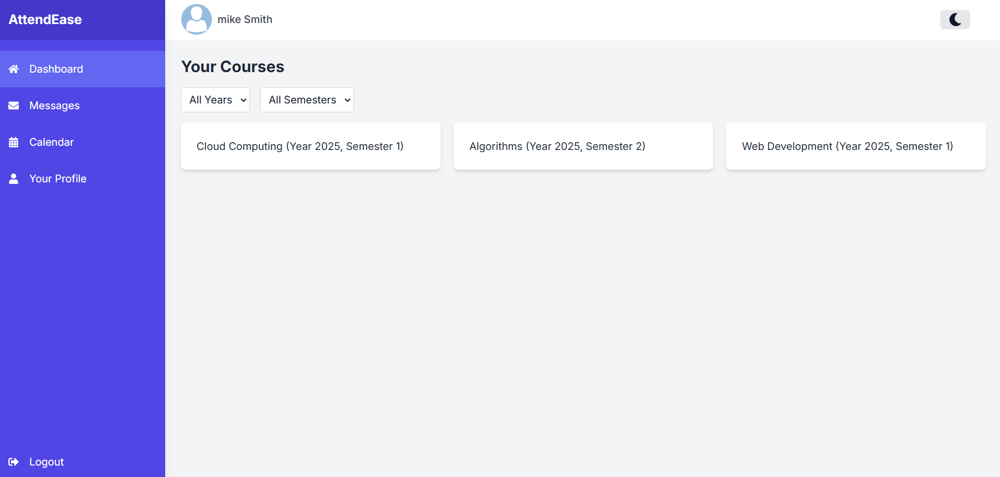 AttendEase
mike Smith
Dashboard
Messages
Calendar
Your Profile
Logout
Your Courses
All Years
All Semesters
Cloud Computing (Year 2025, Semester 1)
Algorithms (Year 2025, Semester 2)
Web Development (Year 2025, Semester 1)